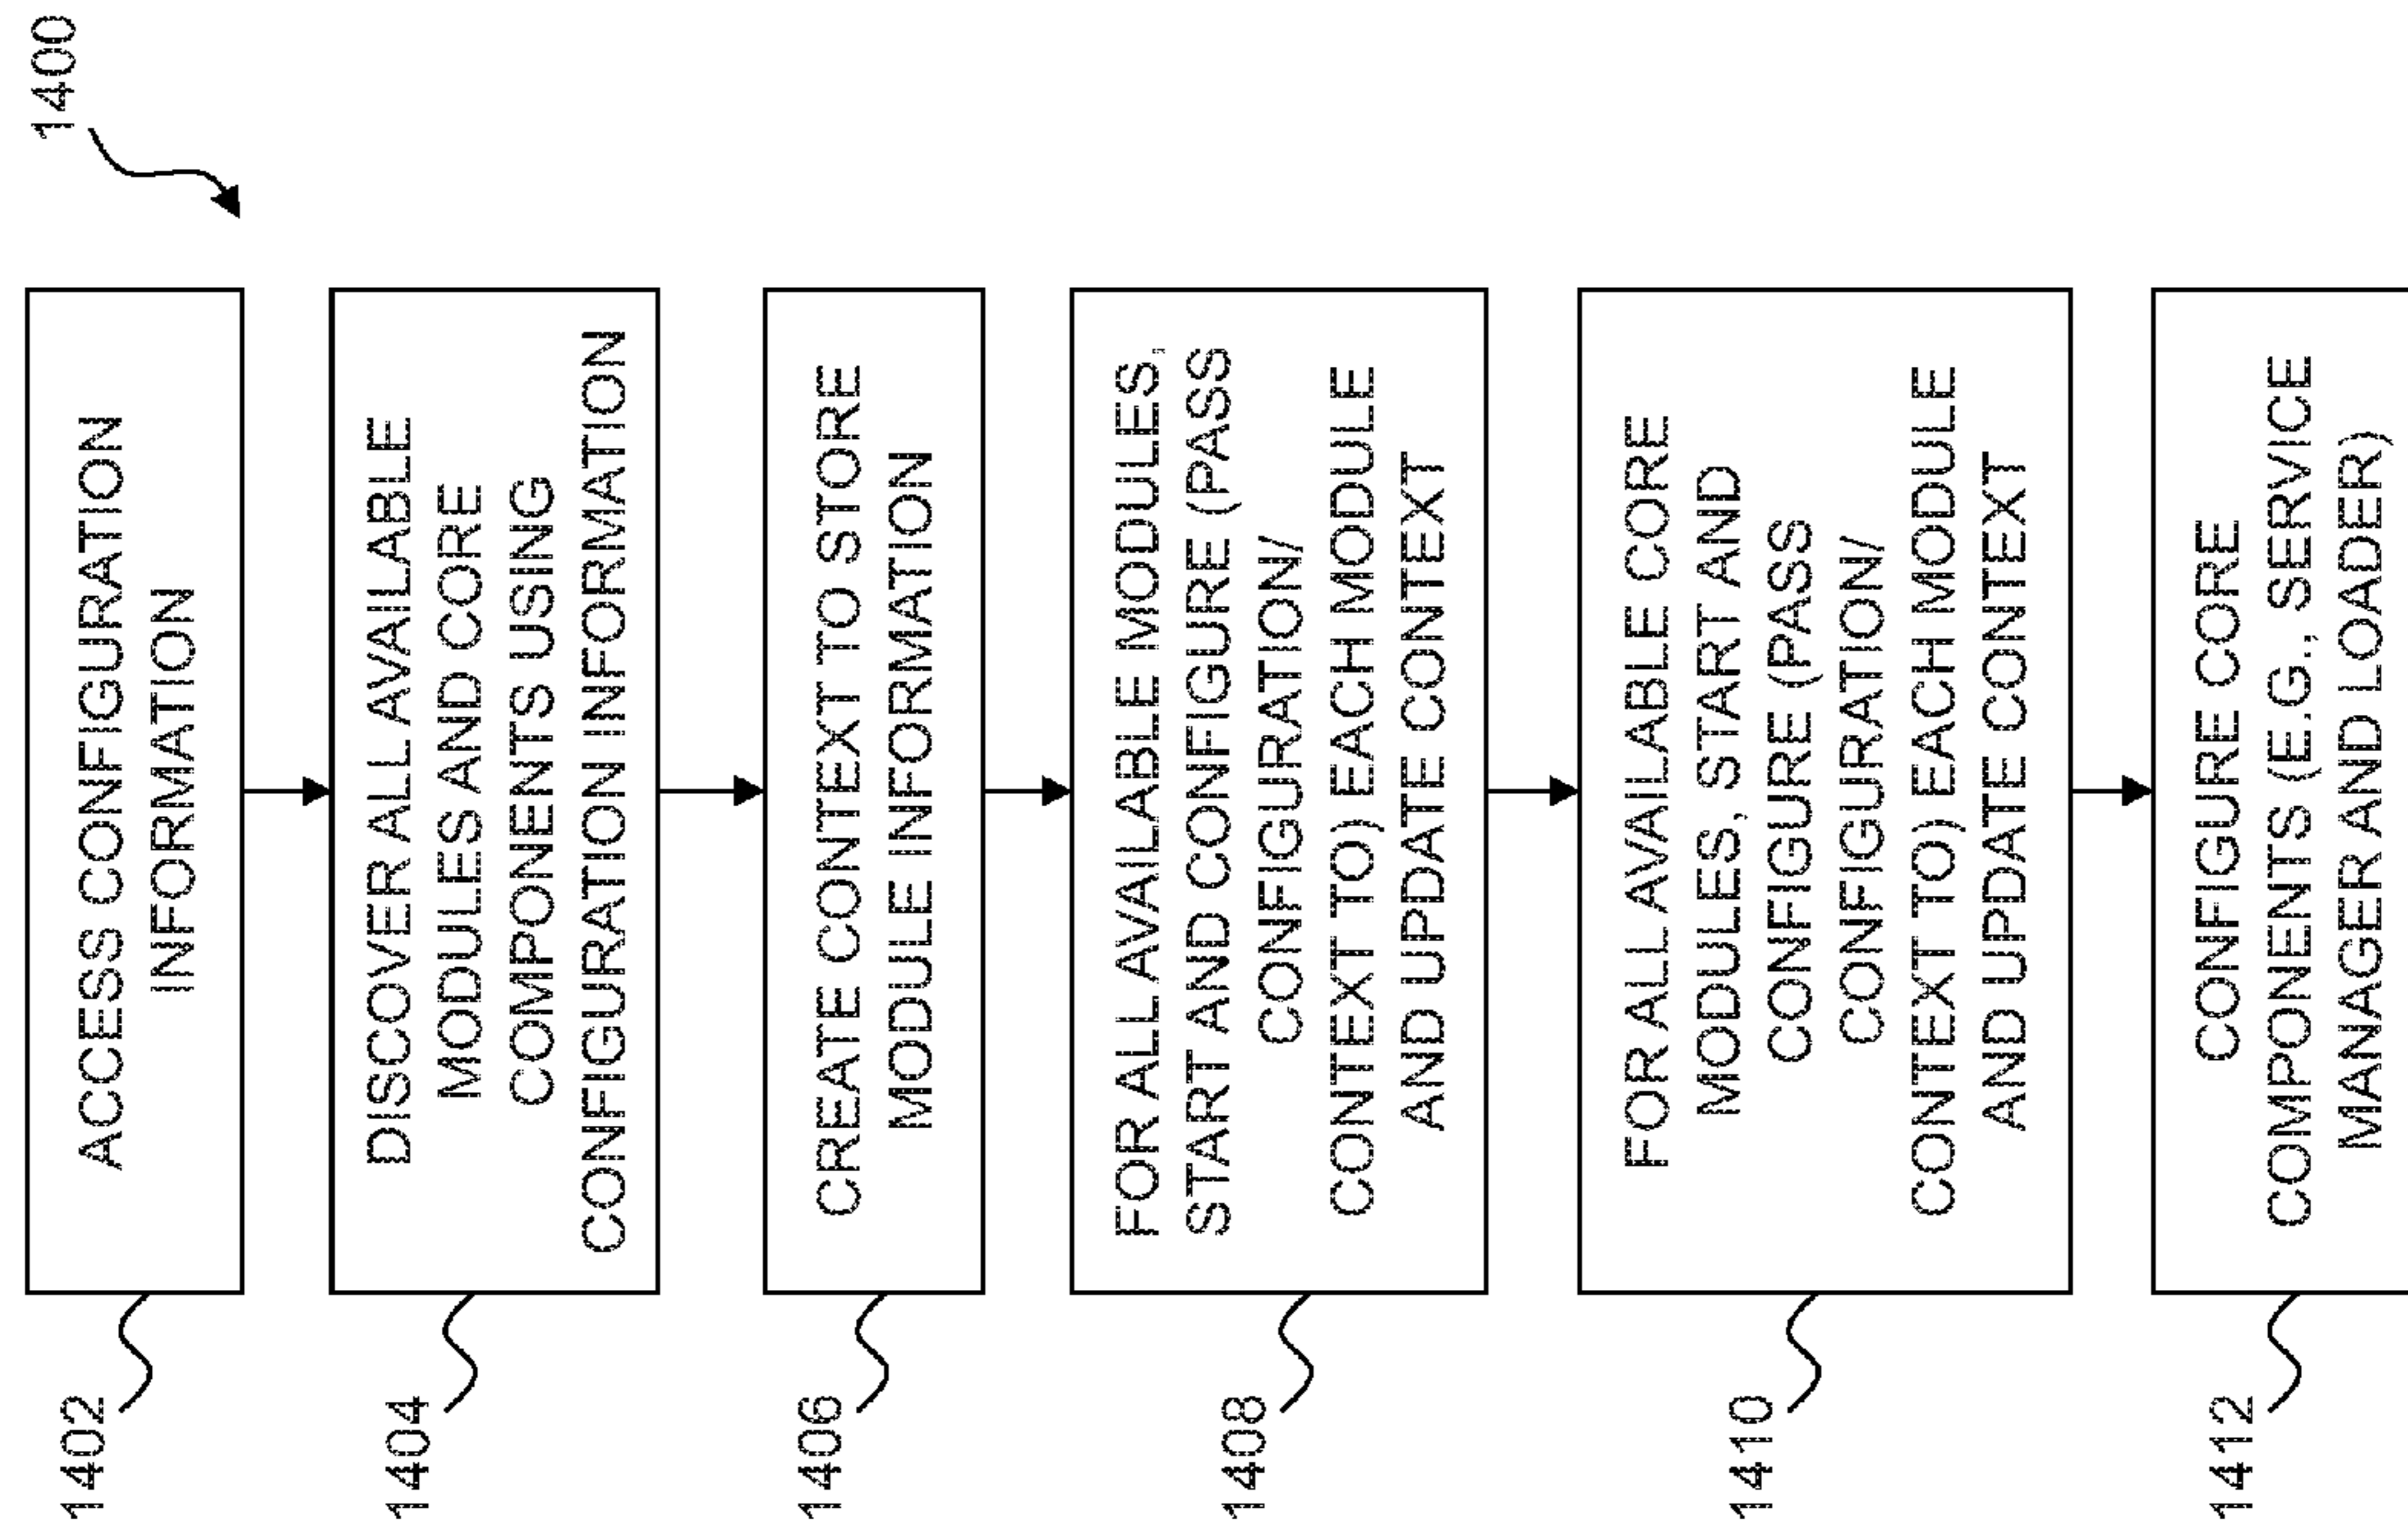 1400
1402
ACCESS CONFIGURATION
INFORMATION
1404
DISCOVER ALL AVAILABLE
MODULES AND CORE
COMPONENTS USING
CONFIGURATION INFORMATION
1406
CREATE CONTEXT TO STORE
MODULE INFORMATION
1408
FOR ALL AVAILABLE MODULES,
START AND CONFIGURE (PASS
CONFIGURATION/
CONTEXT TO) EACH MODULE
AND UPDATE CONTEXT
1410
FOR ALL AVAILABLE CORE
MODULES, START AND
CONFIGURE (PASS
CONFIGURATION/
CONTEXT TO) EACH MODULE
AND UPDATE CONTEXT
1412
CONFIGURE CORE
COMPONENTS (E.G., SERVICE
MANAGER AND LOADER)